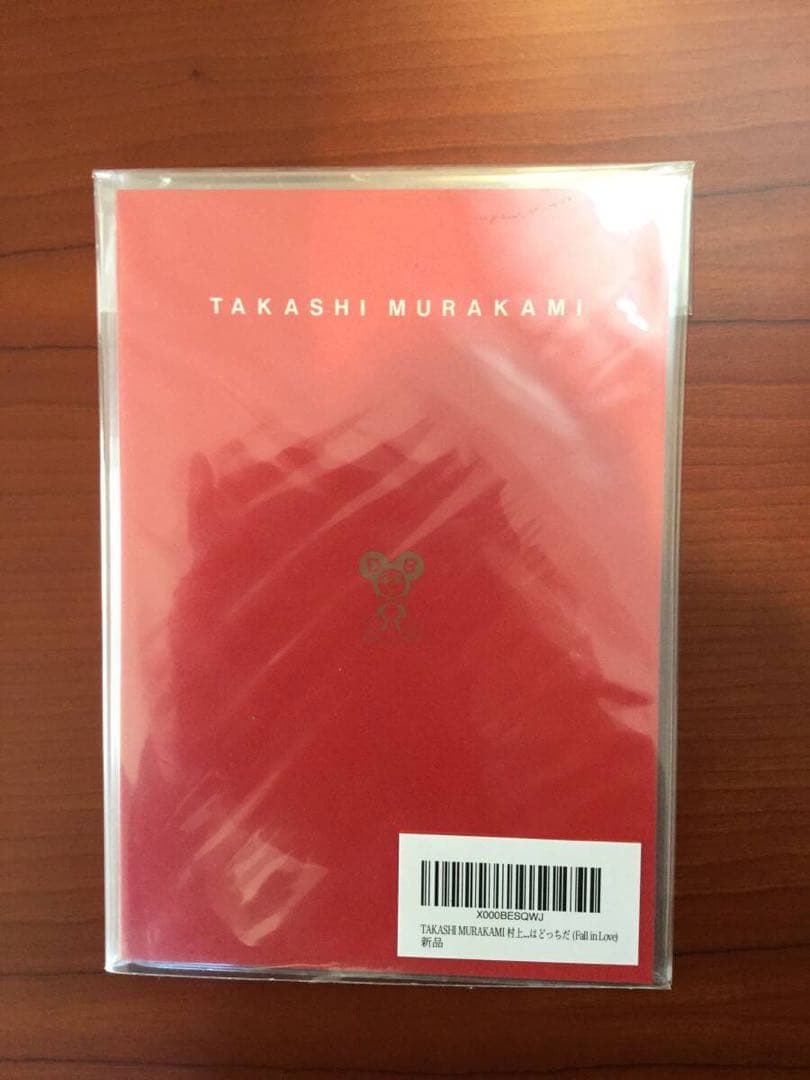 TAKASHI MURAKAMI
X000BESQWJ
TAKASHI MURAKAMI 村上...はどっちだ (Fall in Love)
新品